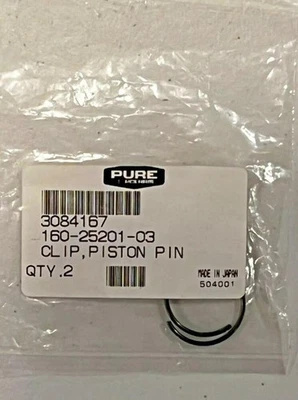 PURE
3084167
160-25201-03
CLIP,PISTON PIN
QTY.2
MADE IN JAPAN
504001